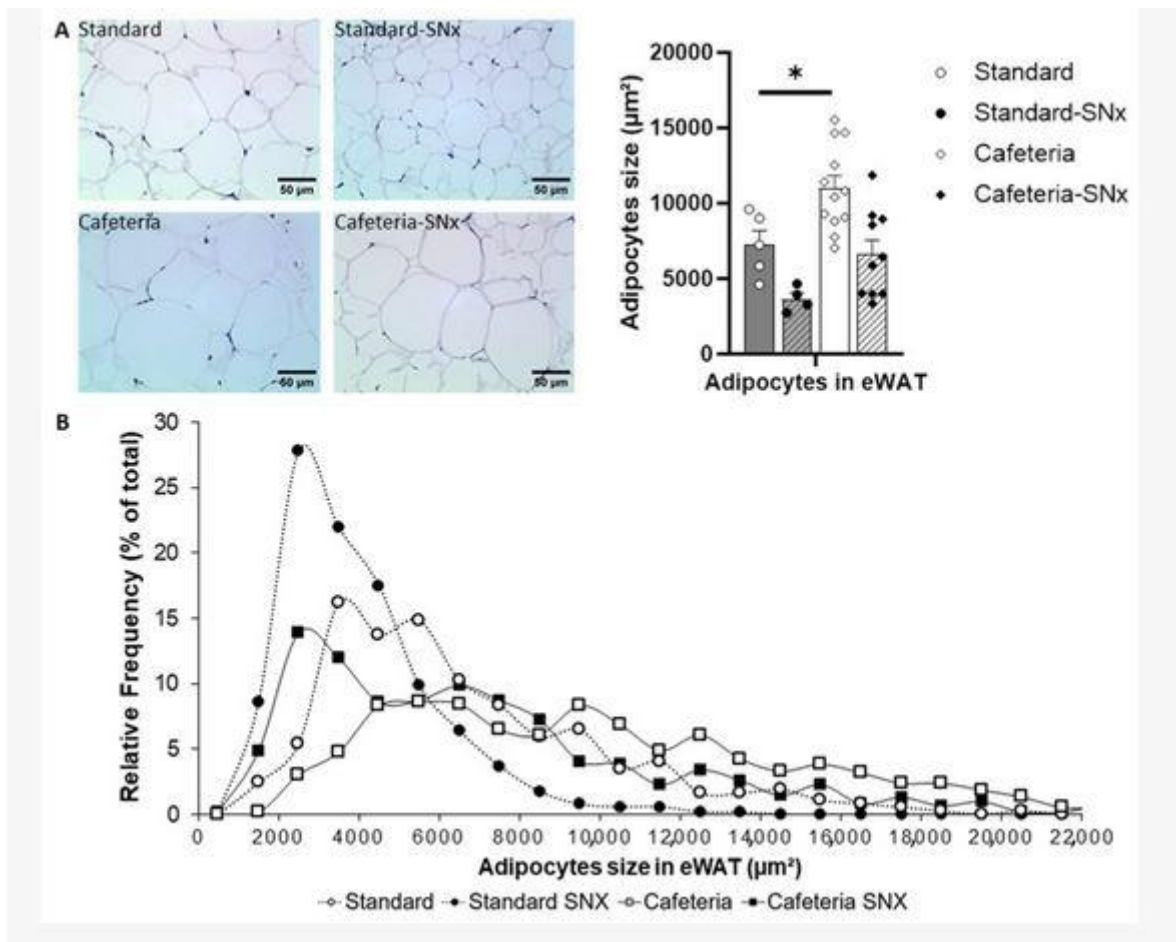 A
Standard
Standard-SNx
50 µm
50 µm
Cafeteria
Cafeteria-SNx
50 µm
50 µm
Adipocytes size (µm²)
20000
15000
10000
5000
0
*
Adipocytes in eWAT
Standard
Standard-SNx
Cafeteria
Cafeteria-SNx
B
Relative Frequency (% of total)
30
25
20
15
10
5
0
0 2000 4000 6000 8000 10,000 12,000 14,000 16,000 18,000 20,000 22,000
Adipocytes size in eWAT (µm²)
Standard Standard SNX Cafeteria Cafeteria SNX